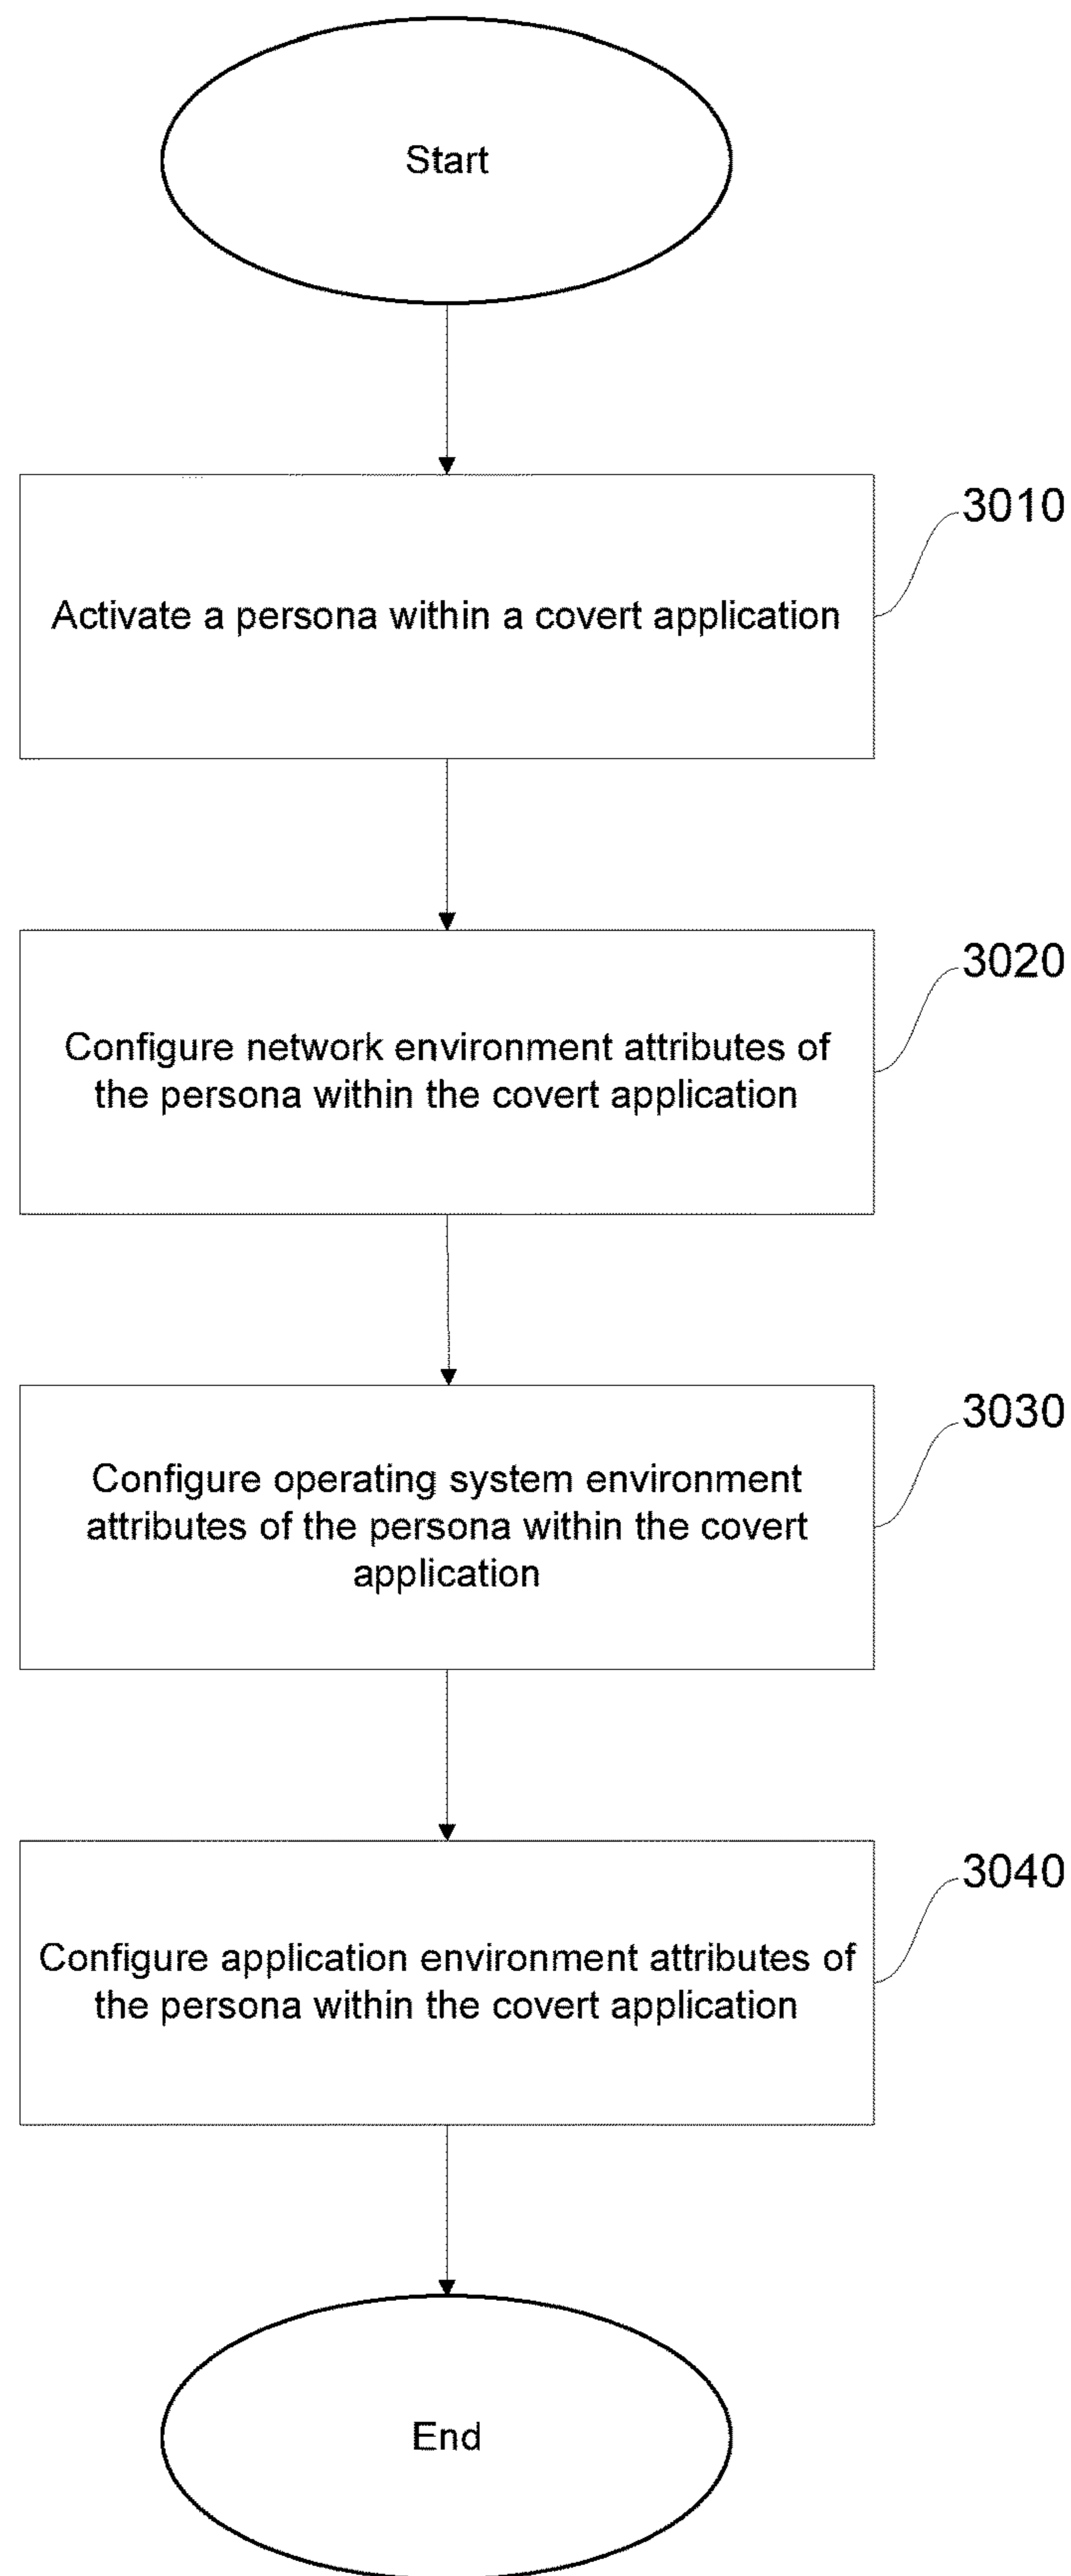 Start
3010
Activate a persona within a covert application
3020
Configure network environment attributes of
the persona within the covert application
3030
Configure operating system environment
attributes of the persona within the covert
application
3040
Configure application environment attributes of
the persona within the covert application
End